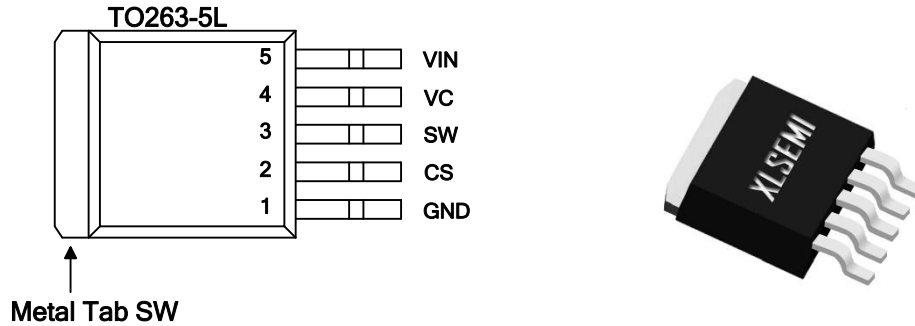 TO263-5L
5 VIN
4 VC
3 SW
2 CS
1 GND
Metal Tab SW
XLSEMI